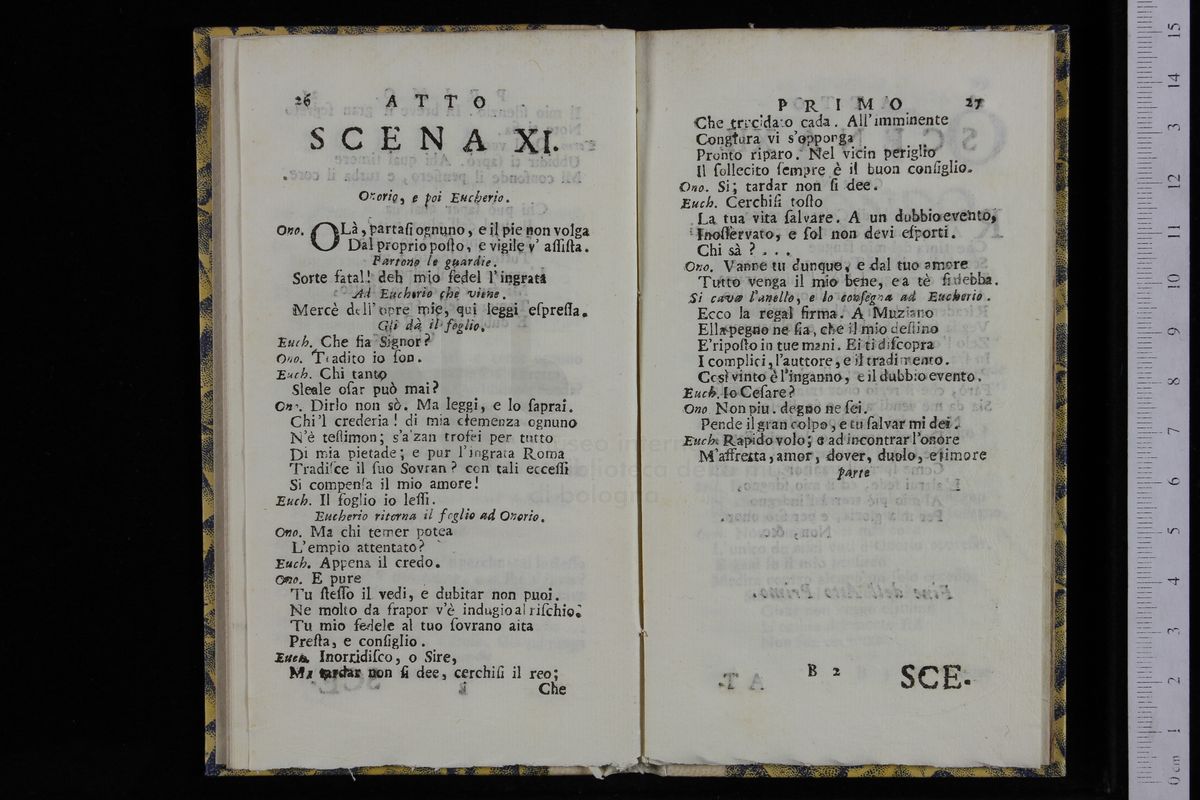 26 ATTO
SCENA XI.
Onorio, e poi Eucherio.
Ono. OLà, partasi ognuno, e il pie non volga
Dal proprio posto, e vigile v' assista.
Partono le guardie.
Sorte fatal! deh mio fedel l'ingrata
Ad Eucherio che viene.
Mercè dell'opre mie, qui leggi espressa.
Gli dà il foglio.
Euch. Che fia Signor?
Ono. Tradito io son.
Euch. Chi tanto
Sleale osar può mai?
Ono. Dirlo non sò. Ma leggi, e lo saprai.
Chi'l crederia! di mia clemenza ognuno
N'è testimon; s'alzan trofei per tutto
Di mia pietade; e pur l'ingrata Roma
Tradisce il suo Sovran? con tali eccessi
Si compensa il mio amore!
Euch. Il foglio io lessi.
Eucherio ritorna il foglio ad Onorio.
Ono. Ma chi temer potea
L'empio attentato?
Euch. Appena il credo.
Ono. E pure
Tu stesso il vedi, e dubitar non puoi.
Ne molto da frapor v'è indugio al rischio.
Tu mio fedele al tuo sovrano aita
Presta, e consiglio.
Euch. Inorridisco, o Sire,
Ma tardar non si dee, cerchisi il reo;
Che
PRIMO 27
Che trucidato cada. All'imminente
Congiura vi s'opponga
Pronto riparo. Nel vicin periglio
Il sollecito sempre è il buon consiglio.
Ono. Si; tardar non si dee.
Euch. Cerchisi tosto
La tua vita salvare. A un dubbio evento,
Inosservato, e sol non devi esporti.
Chi sà? . . .
Ono. Vanne tu dunque, e dal tuo amore
Tutto venga il mio bene, e a tè si debba.
Si cava l'anello, e lo consegna ad Eucherio.
Ecco la regal firma. A Muziano
Ella pegno ne sia, che il mio destino
E' riposto in tue mani. Ei ti discopra
I complici, l'auttore, e il tradimento.
Così vinto è l'inganno, e il dubbio evento.
Euch. Io Cesare?
Ono Non piu. degno ne sei.
Pende il gran colpo, e tu salvar mi dei.
Euch. Rapido volo; e ad incontrar l'onore
M'affretta, amor, dover, duolo, e timore
parte
B 2 SCE-
museo internazionale
biblioteca della musica
di bologna